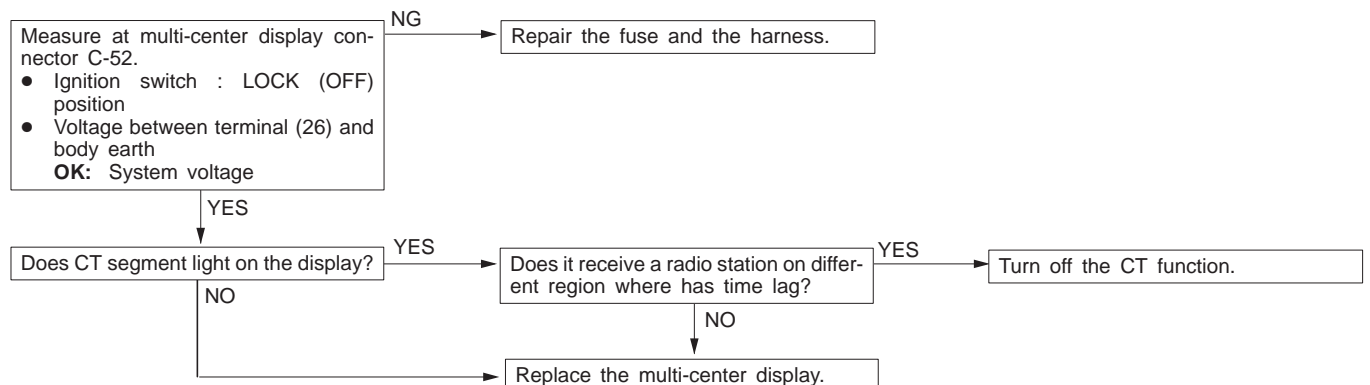 Measure at multi-center display con-
nector C-52.
● Ignition switch : LOCK (OFF)
position
● Voltage between terminal (26) and
body earth
OK: System voltage
NG
Repair the fuse and the harness.
YES
Does CT segment light on the display?
YES
Does it receive a radio station on differ-
ent region where has time lag?
YES
Turn off the CT function.
NO
NO
Replace the multi-center display.